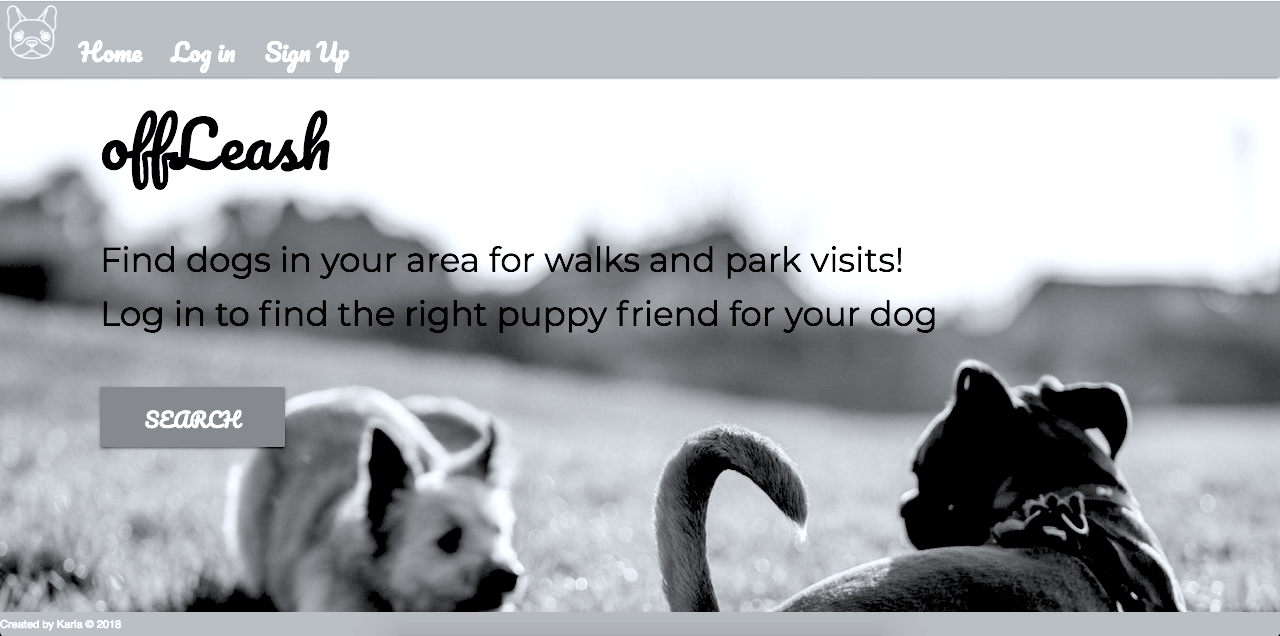 Home Log in Sign Up
offLeash
Find dogs in your area for walks and park visits!
Log in to find the right puppy friend for your dog
SEARCH
Created by Karla © 2018